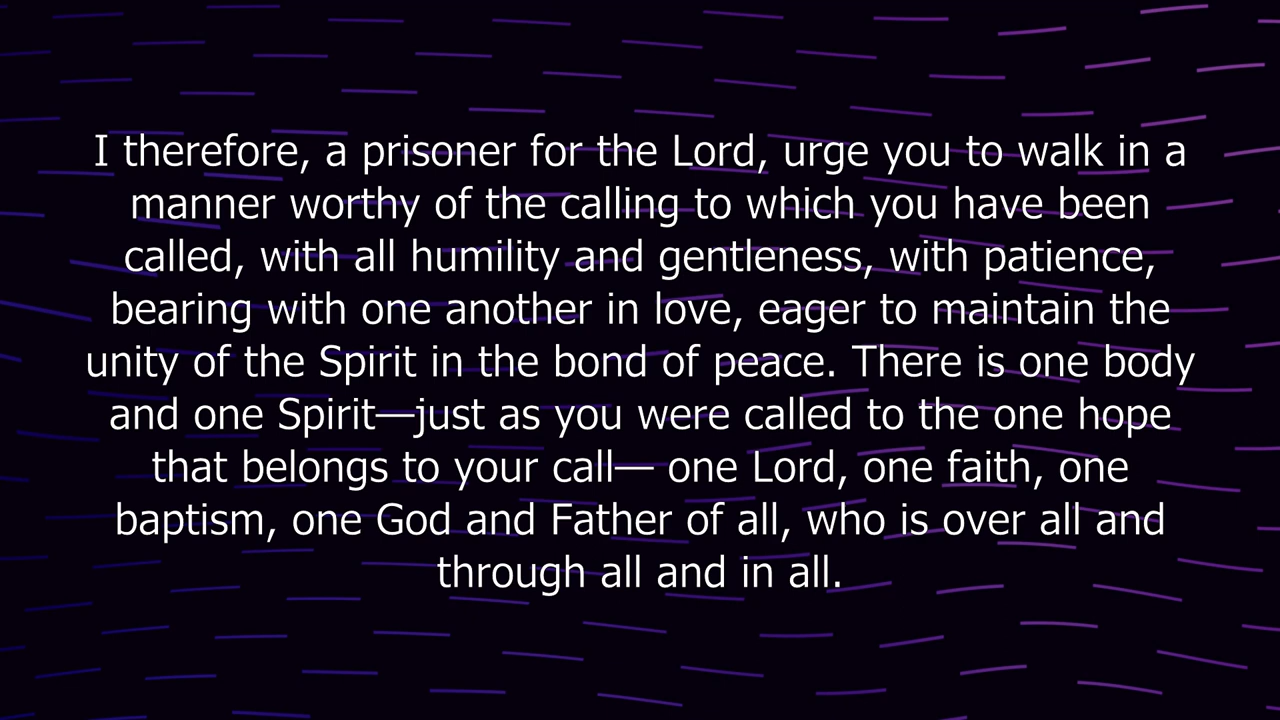 I therefore, a prisoner for the Lord, urge you to walk in a
manner worthy of the calling to which you have been
called, with all humility and gentleness, with patience,
bearing with one another in love, eager to maintain the
unity of the Spirit in the bond of peace. There is one body
and one Spirit—just as you were called to the one hope
that belongs to your call— one Lord, one faith, one
baptism, one God and Father of all, who is over all and
through all and in all.